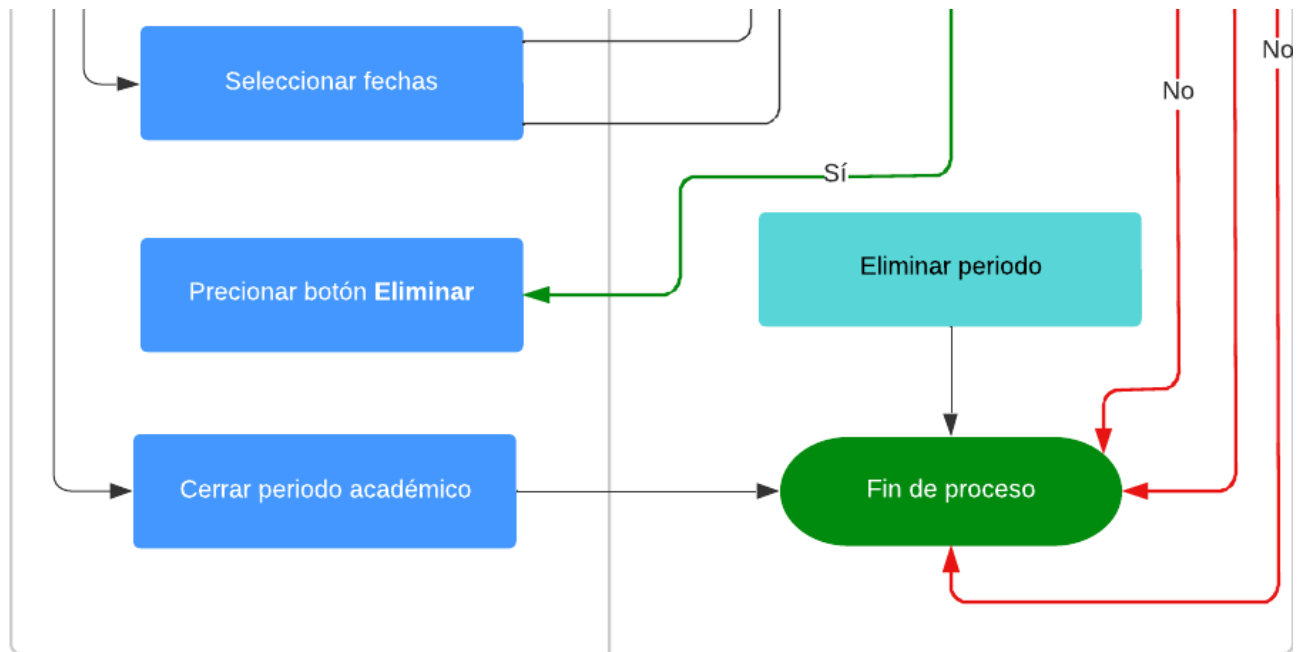 No
Seleccionar fechas
No
Sí
Eliminar periodo
Precionar botón Eliminar
Cerrar periodo académico
Fin de proceso